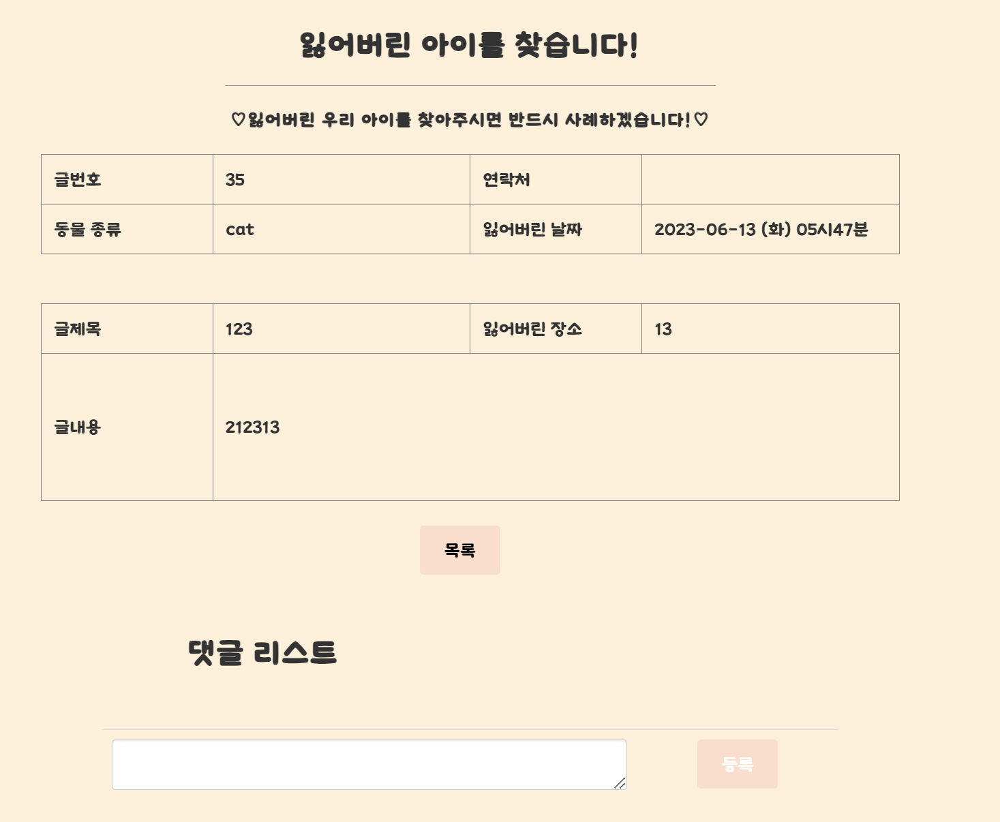 잃어버린 아이를 찾습니다!
♡잃어버린 우리 아이를 찾아주시면 반드시 사례하겠습니다!♡
글번호 35 연락처
동물 종류 cat 잃어버린 날짜 2023-06-13 (화) 05시47분
글제목 123 잃어버린 장소 13
글내용 212313
목록
댓글 리스트
등록